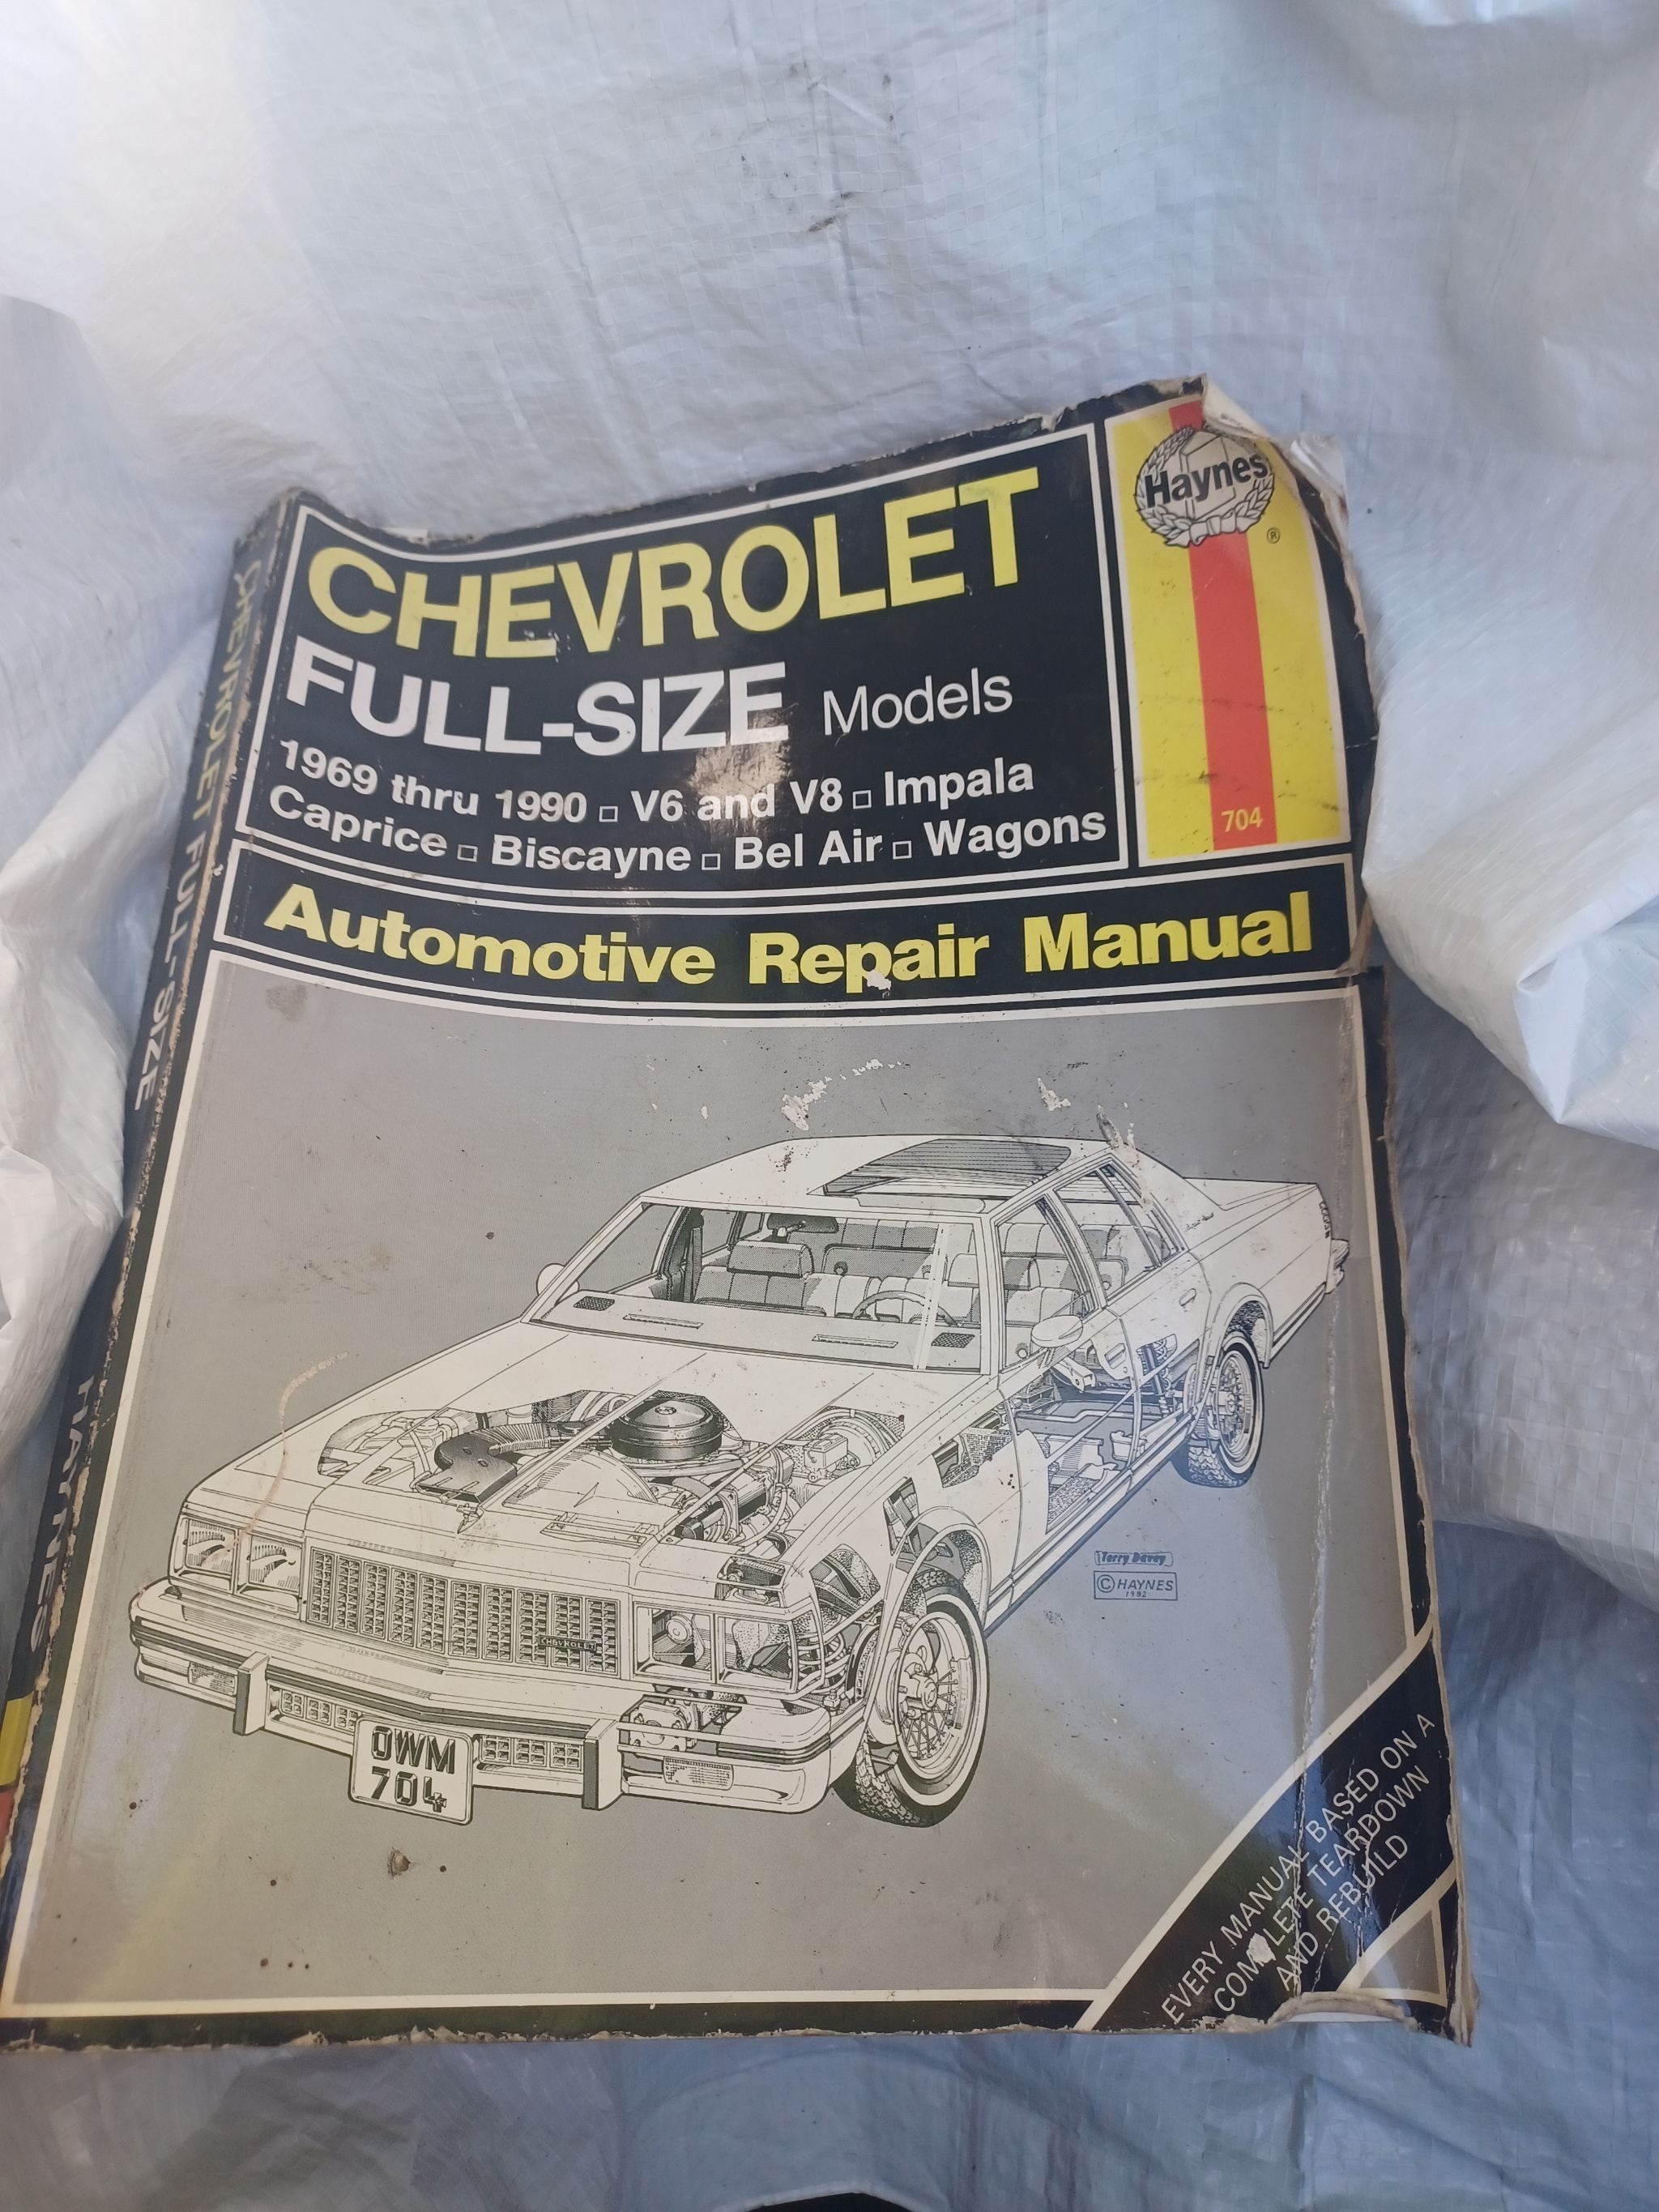 Haynes
®
CHEVROLET
FULL-SIZE Models
1969 thru 1990 □ V6 and V8 □ Impala
Caprice □ Biscayne □ Bel Air □ Wagons
704
Automotive Repair Manual
CHEVROLET FULL-SIZE
HAYNES
CHEVROLET
OWM
704
Terry Davey
© HAYNES
1982
EVERY MANUAL BASED ON A
COMPLETE TEARDOWN
AND REBUILD